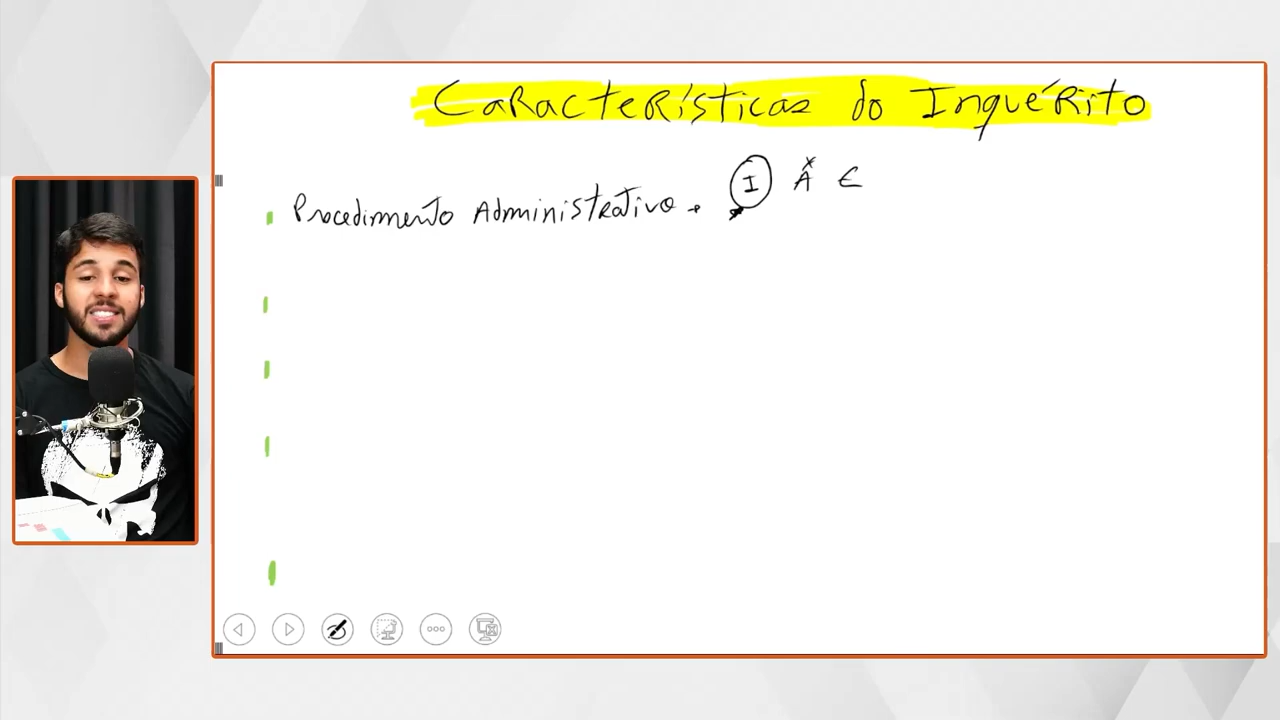 Características do Inquérito
Procedimento Administrativo → I A E